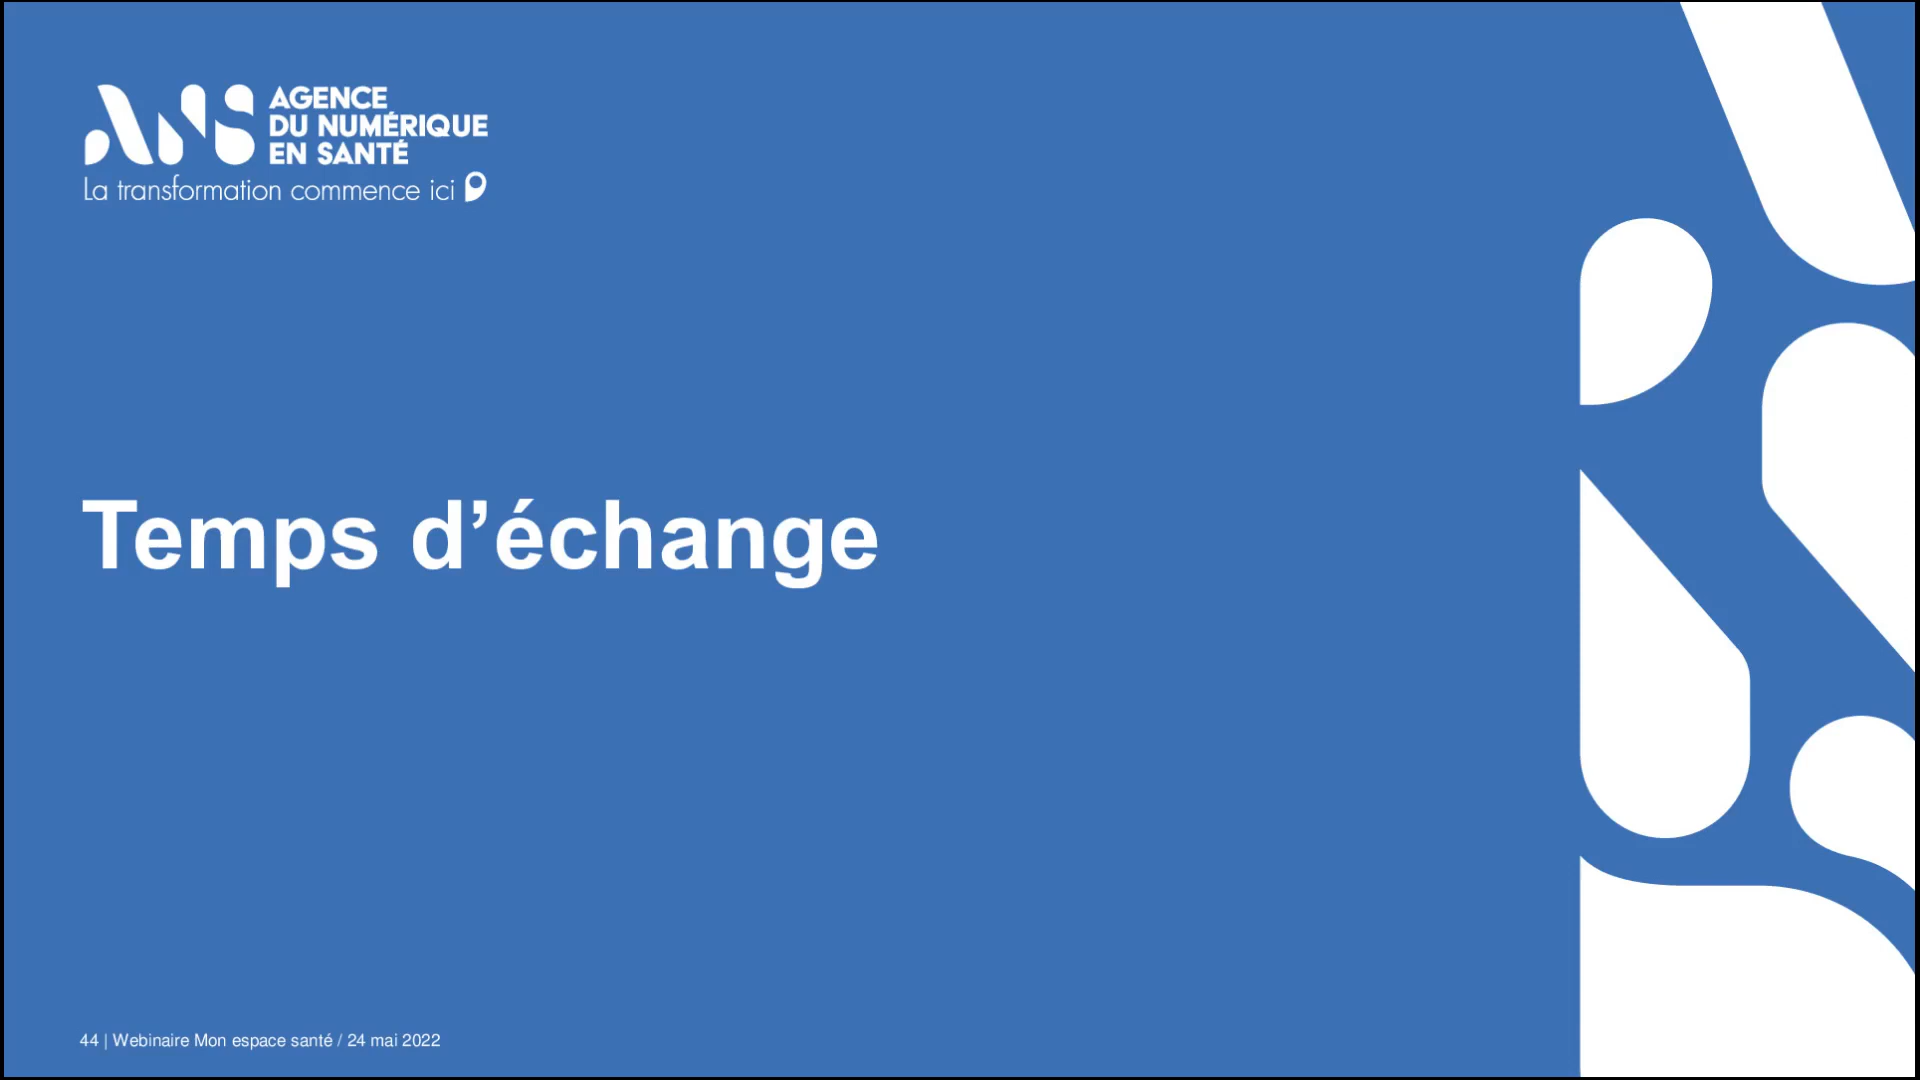 ANS
AGENCE
DU NUMÉRIQUE
EN SANTÉ
La transformation commence ici
Temps d’échange
44 | Webinaire Mon espace santé / 24 mai 2022